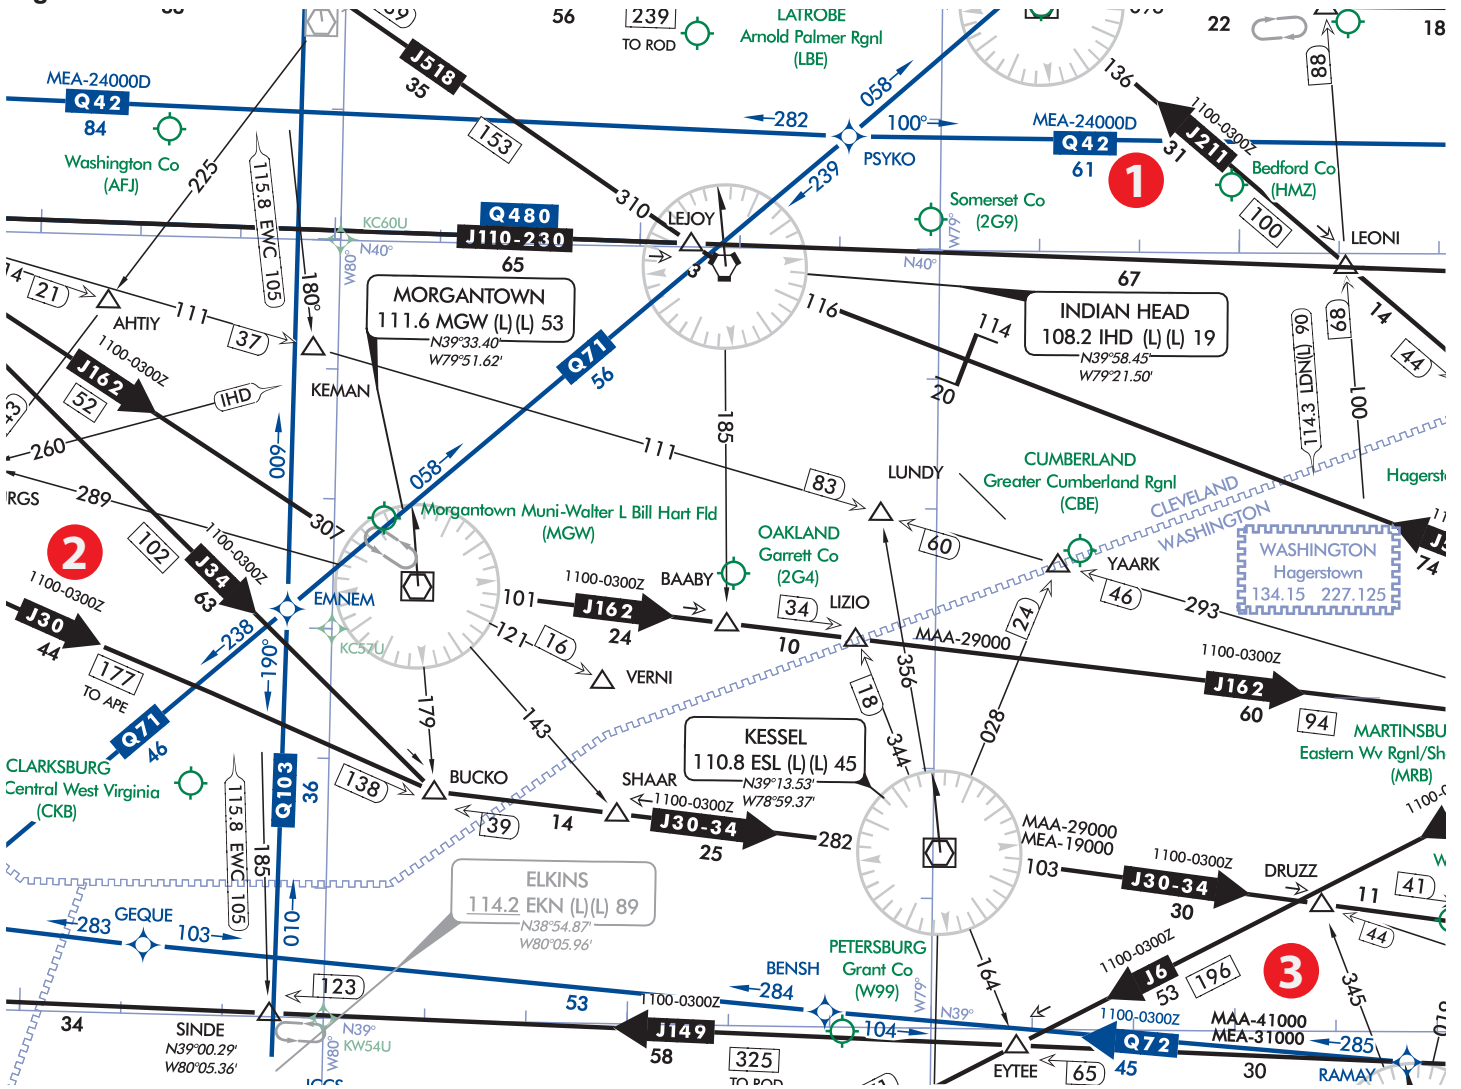 56
239
TO ROD
LATROBE
Arnold Palmer Rgnl
(LBE)
22
88
18
MEA-24000D
Q42
84
Washington Co
(AFJ)
225
115.8 EWC 105
J518
35
153
310
282
058
100°
PSYKO
239
MEA-24000D
Q42
61
1
136
1100-0300Z
J211
31
Bedford Co
(HMZ)
100
LEONI
Somerset Co
(2G9)
W79°
N40°
KC60U
N40°
W80°
Q480
J110-230
65
LEJOY
3
67
14
21
AHTIY
111
37
180°
KEMAN
MORGANTOWN
111.6 MGW (L)(L) 53
N39°33.40'
W79°51.62'
Q71
56
116
114
20
INDIAN HEAD
108.2 IHD (L)(L) 19
N39°58.45'
W79°21.50'
114.3 LDN(L) 90
68
001
14
44
1100-0300Z
J162
52
43
IHD
260
009
185
111
83
LUNDY
CUMBERLAND
Greater Cumberland Rgnl
(CBE)
CLEVELAND
WASHINGTON
WASHINGTON
Hagerstown
134.15 227.125
74
289
307
058
Morgantown Muni-Walter L Bill Hart Fld
(MGW)
OAKLAND
Garrett Co
(2G4)
60
YAARK
46
293
2
102
1100-0300Z
J34
63
1100-0300Z
J30
44
177
TO APE
EMNEM
238
190°
KC57U
101
1100-0300Z
J162
24
BAABY
34
LIZIO
10
MAA-29000
24
121
16
VERNI
1100-0300Z
J162
60
94
Q71
46
179
143
18
344
356
028
KESSEL
110.8 ESL (L)(L) 45
N39°13.53'
W78°59.37'
MARTINSBU
Eastern Wv Rgnl/Sh
(MRB)
CLARKSBURG
Central West Virginia
(CKB)
115.8 EWC 105
Q103
36
138
BUCKO
39
14
SHAAR
1100-0300Z
J30-34
25
282
MAA-29000
MEA-19000
103
1100-0300Z
J30-34
30
DRUZZ
11
41
44
185
010
ELKINS
114.2 EKN (L)(L) 89
N38°54.87'
W80°05.96'
GEQUE
283
103
PETERSBURG
Grant Co
(W99)
BENSH
284
104
164
W79°
N39°
1100-0300Z
J6
53
196
3
345
010
123
53
1100-0300Z
J149
58
325
TO ROD
34
SINDE
N39°00.29'
W80°05.36'
N39°
KW54U
W80°
EYTEE
65
1100-0300Z
Q72
45
MAA-41000
MEA-31000
285
30
RAMAY